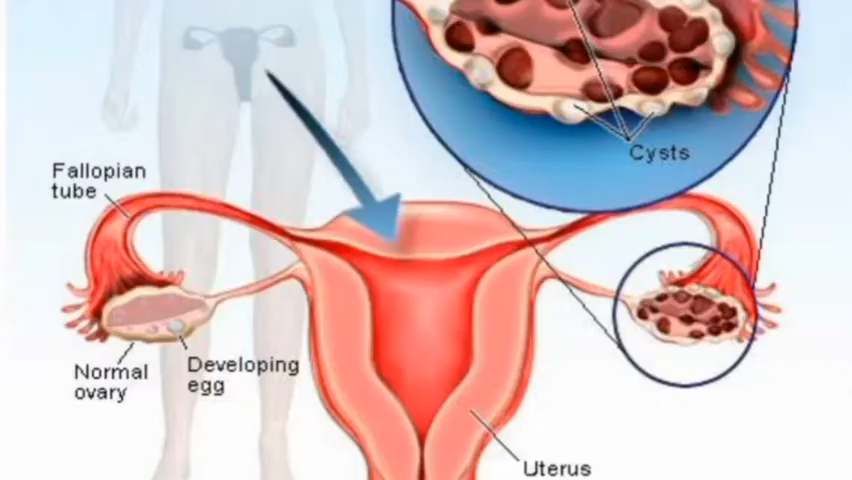 Cysts
Fallopian
tube
Normal
ovary
Developing
egg
Uterus